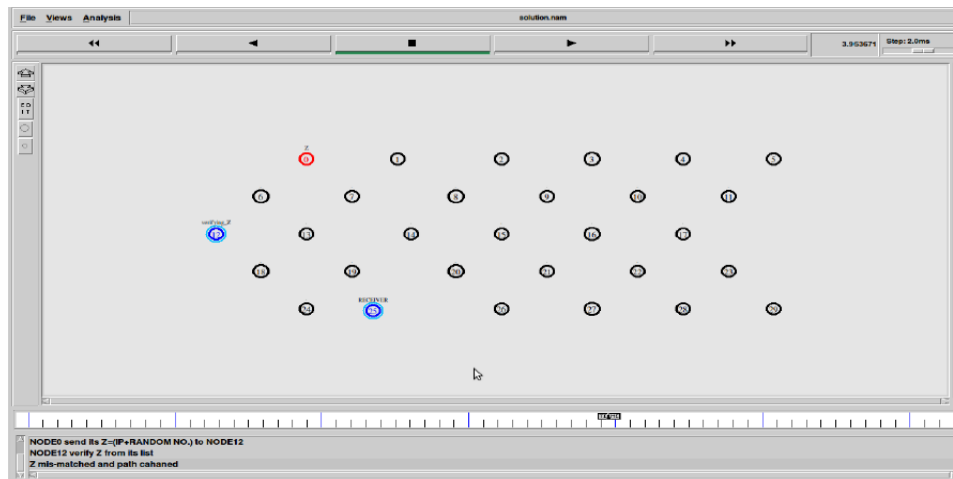 File Views Analysis solution.nam
3.953671 Step: 2.0ms
ED
IT
Z
0 1 2 3 4 5
6 7 8 9 10 11
verifying_Z
12 13 14 15 16 17
18 19 20 21 22 23
RECEIVER
24 25 26 27 28 29
NODE0 send its Z=(IP+RANDOM NO.) to NODE12
NODE12 verify Z from its list
Z mis-matched and path cahaned